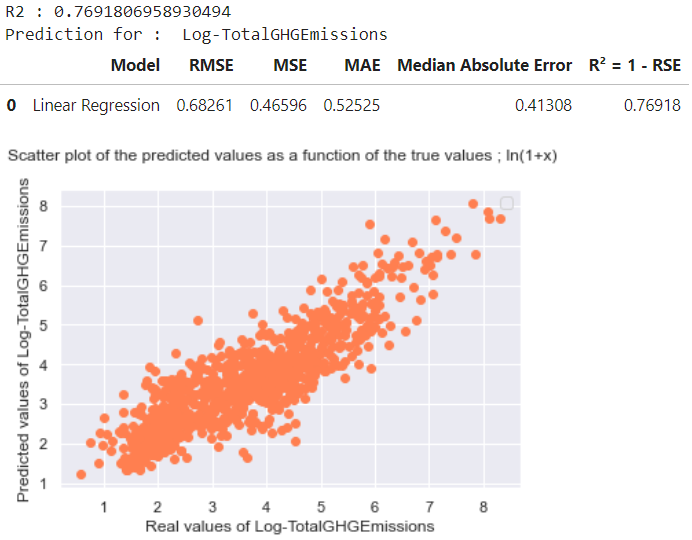 R2 : 0.7691806958930494
Prediction for :  Log-TotalGHGEmissions
Model RMSE MSE MAE Median Absolute Error R² = 1 - RSE
0 Linear Regression 0.68261 0.46596 0.52525 0.41308 0.76918
Scatter plot of the predicted values as a function of the true values ; ln(1+x)
Predicted values of Log-TotalGHGEmissions
8
7
6
5
4
3
2
1
1 2 3 4 5 6 7 8
Real values of Log-TotalGHGEmissions